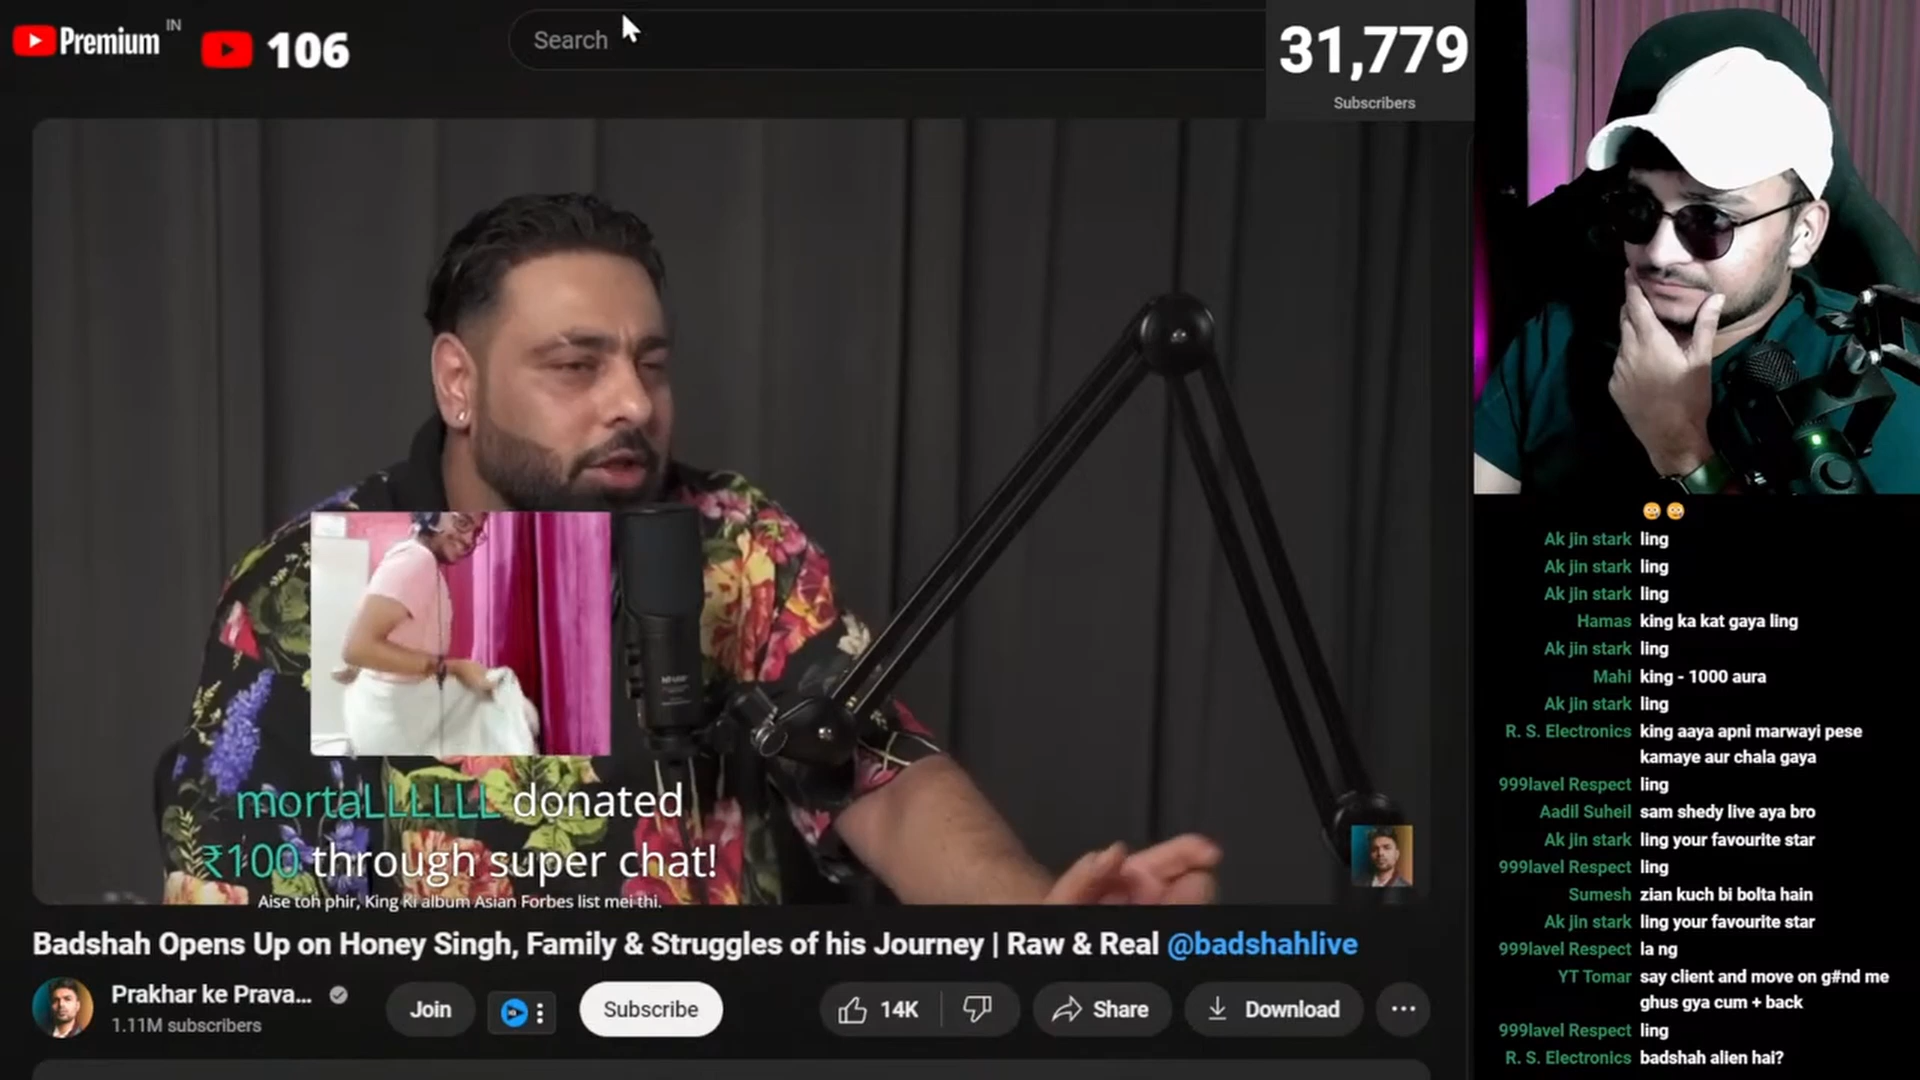 Premium IN
106
Search
31,779
Subscribers
mortaLLLLLL donated
₹100 through super chat!
Aise toh phir, King Ki album Asian Forbes list mei thi.
Badshah Opens Up on Honey Singh, Family & Struggles of his Journey | Raw & Real @badshahlive
Prakhar ke Prava...
1.11M subscribers
Join
Subscribe
14K
Share
Download
Ak jin stark ling
Ak jin stark ling
Ak jin stark ling
Hamas king ka kat gaya ling
Ak jin stark ling
Mahi king - 1000 aura
Ak jin stark ling
R. S. Electronics king aaya apni marwayi pese
kamaye aur chala gaya
999lavel Respect ling
Aadil Suheil sam shedy live aya bro
Ak jin stark ling your favourite star
999lavel Respect ling
Sumesh zian kuch bi bolta hain
Ak jin stark ling your favourite star
999lavel Respect la ng
YT Tomar say client and move on g#nd me
ghus gya cum + back
999lavel Respect ling
R. S. Electronics badshah alien hai?